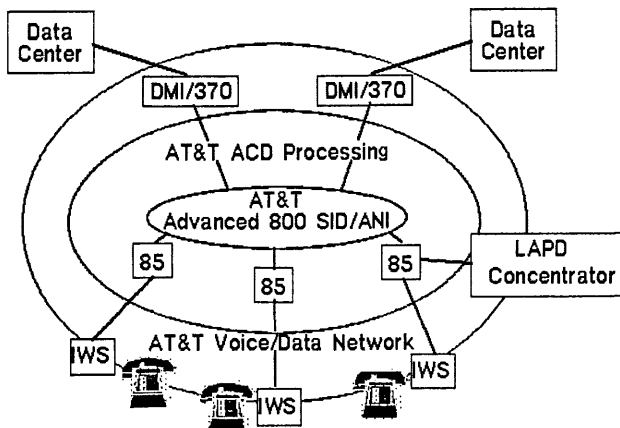 Data
Center
Data
Center
DMI/370
DMI/370
AT&T ACD Processing
AT&T
Advanced 800 SID/ANI
85
85
85
LAPD
Concentrator
AT&T Voice/Data Network
IWS
IWS
IWS